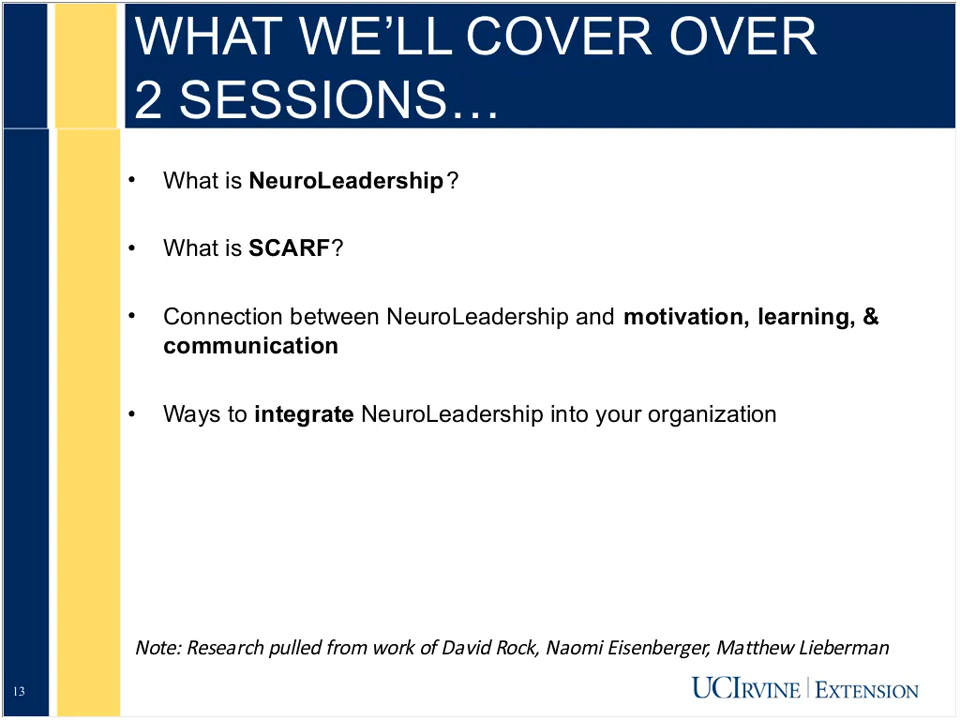 WHAT WE’LL COVER OVER
2 SESSIONS…
• What is NeuroLeadership?
• What is SCARF?
• Connection between NeuroLeadership and motivation, learning, &
communication
• Ways to integrate NeuroLeadership into your organization
Note: Research pulled from work of David Rock, Naomi Eisenberger, Matthew Lieberman
13
UCIRVINE | EXTENSION